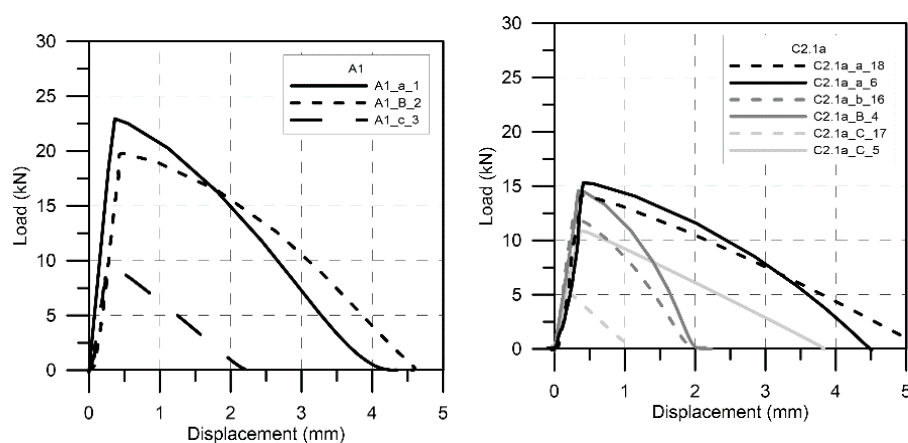 30
25
20
15
10
5
0
Load (kN)
0 1 2 3 4 5
Displacement (mm)
A1
A1_a_1
A1_B_2
A1_c_3
30
25
20
15
10
5
0
Load (kN)
0 1 2 3 4 5
Displacement (mm)
C2.1a
C2.1a_a_18
C2.1a_a_6
C2.1a_b_16
C2.1a_B_4
C2.1a_C_17
C2.1a_C_5